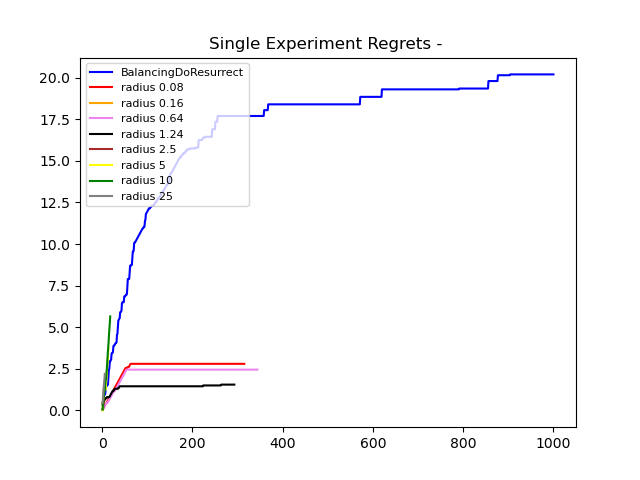 Single Experiment Regrets -
20.0
17.5
15.0
12.5
10.0
7.5
5.0
2.5
0.0
BalancingDoResurrect
radius 0.08
radius 0.16
radius 0.64
radius 1.24
radius 2.5
radius 5
radius 10
radius 25
0 200 400 600 800 1000